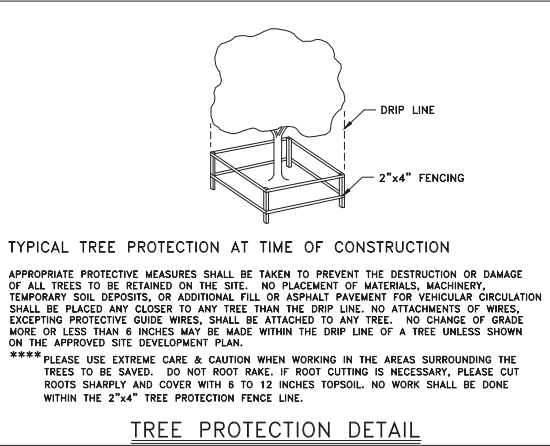 DRIP LINE
2"x4" FENCING
TYPICAL TREE PROTECTION AT TIME OF CONSTRUCTION
APPROPRIATE PROTECTIVE MEASURES SHALL BE TAKEN TO PREVENT THE DESTRUCTION OR DAMAGE
OF ALL TREES TO BE RETAINED ON THE SITE. NO PLACEMENT OF MATERIALS, MACHINERY,
TEMPORARY SOIL DEPOSITS, OR ADDITIONAL FILL OR ASPHALT PAVEMENT FOR VEHICULAR CIRCULATION
SHALL BE PLACED ANY CLOSER TO ANY TREE THAN THE DRIP LINE. NO ATTACHMENTS OF WIRES,
EXCEPTING PROTECTIVE GUIDE WIRES, SHALL BE ATTACHED TO ANY TREE. NO CHANGE OF GRADE
MORE OR LESS THAN 6 INCHES MAY BE MADE WITHIN THE DRIP LINE OF A TREE UNLESS SHOWN
ON THE APPROVED SITE DEVELOPMENT PLAN.
**** PLEASE USE EXTREME CARE & CAUTION WHEN WORKING IN THE AREAS SURROUNDING THE
TREES TO BE SAVED. DO NOT ROOT RAKE. IF ROOT CUTTING IS NECESSARY, PLEASE CUT
ROOTS SHARPLY AND COVER WITH 6 TO 12 INCHES TOPSOIL. NO WORK SHALL BE DONE
WITHIN THE 2"x4" TREE PROTECTION FENCE LINE.
TREE PROTECTION DETAIL